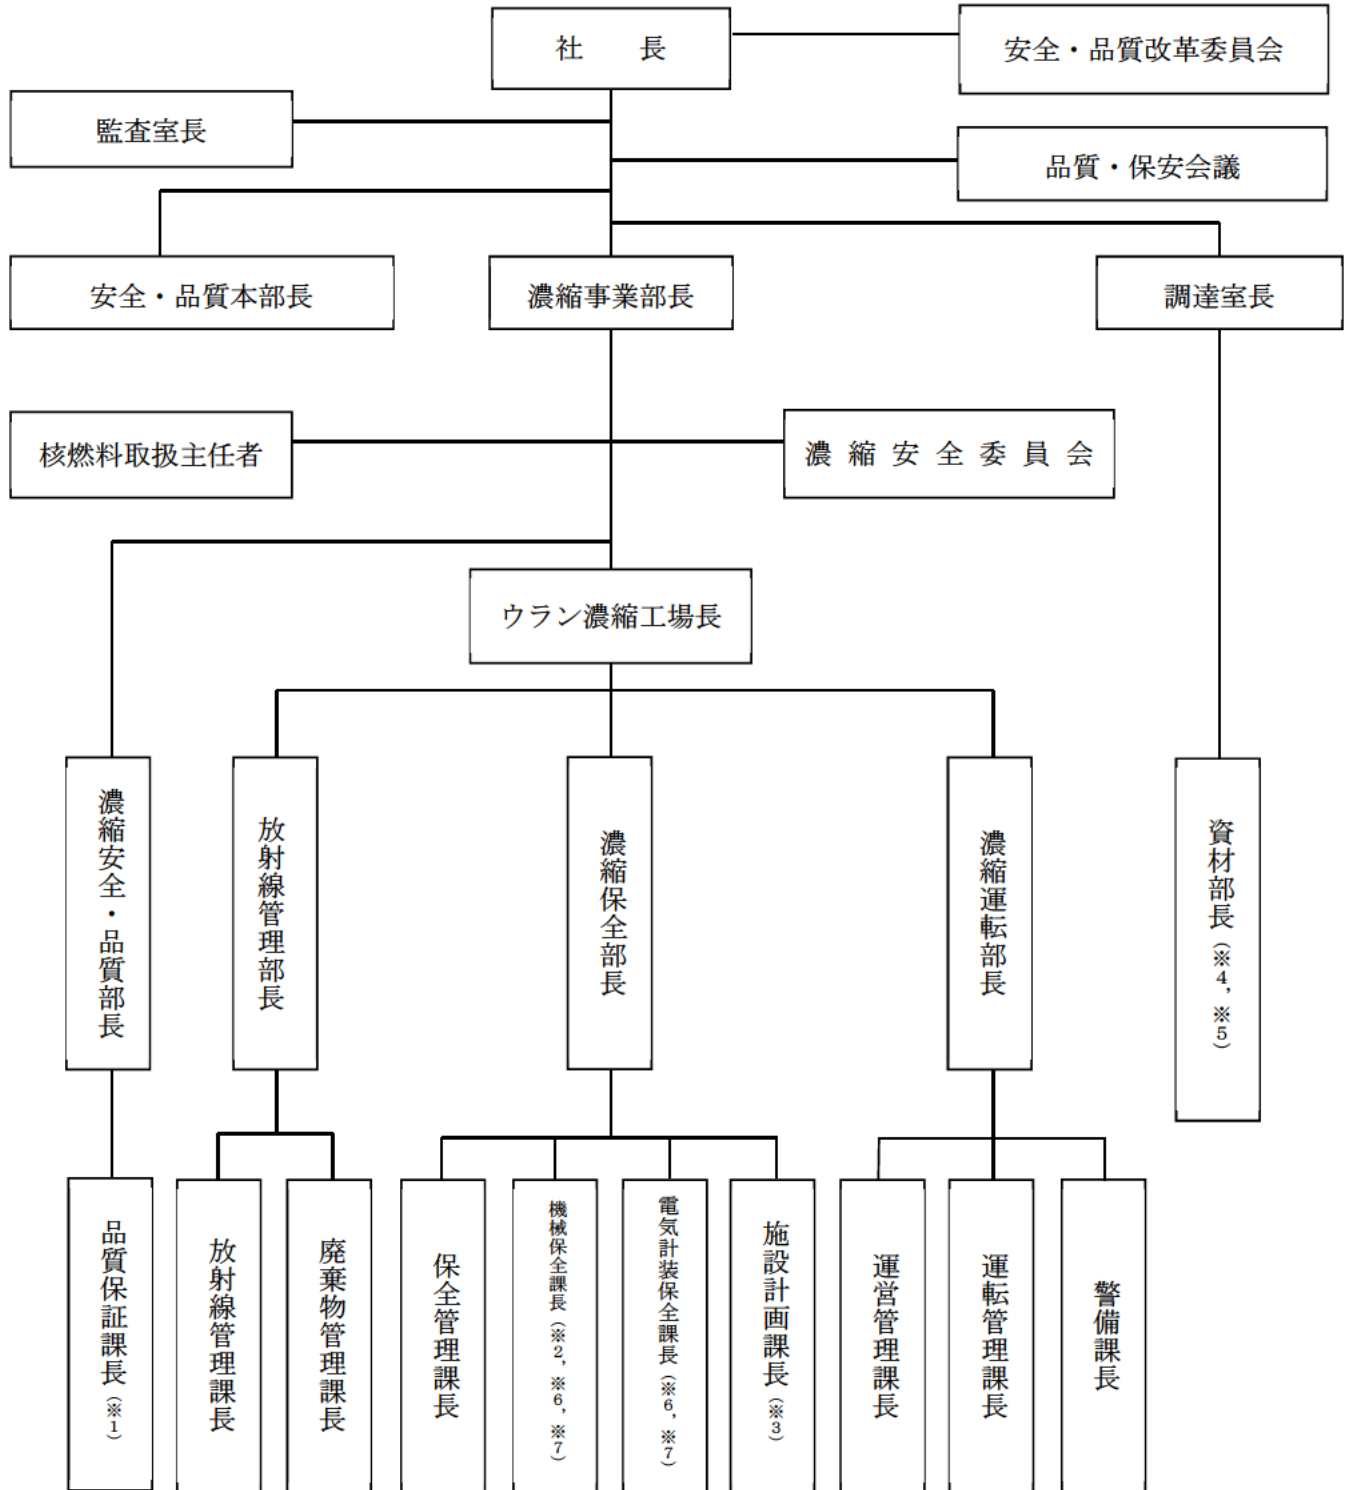 社　長
安全・品質改革委員会
監査室長
品質・保安会議
安全・品質本部長
濃縮事業部長
調達室長
核燃料取扱主任者
濃縮安全委員会
ウラン濃縮工場長
濃縮安全・品質部長
放射線管理部長
濃縮保全部長
濃縮運転部長
資材部長（※4，※5）
品質保証課長（※1）
放射線管理課長
廃棄物管理課長
保全管理課長
機械保全課長（※2，※6，※7）
電気計装保全課長（※6，※7）
施設計画課長（※3）
運営管理課長
運転管理課長
警備課長